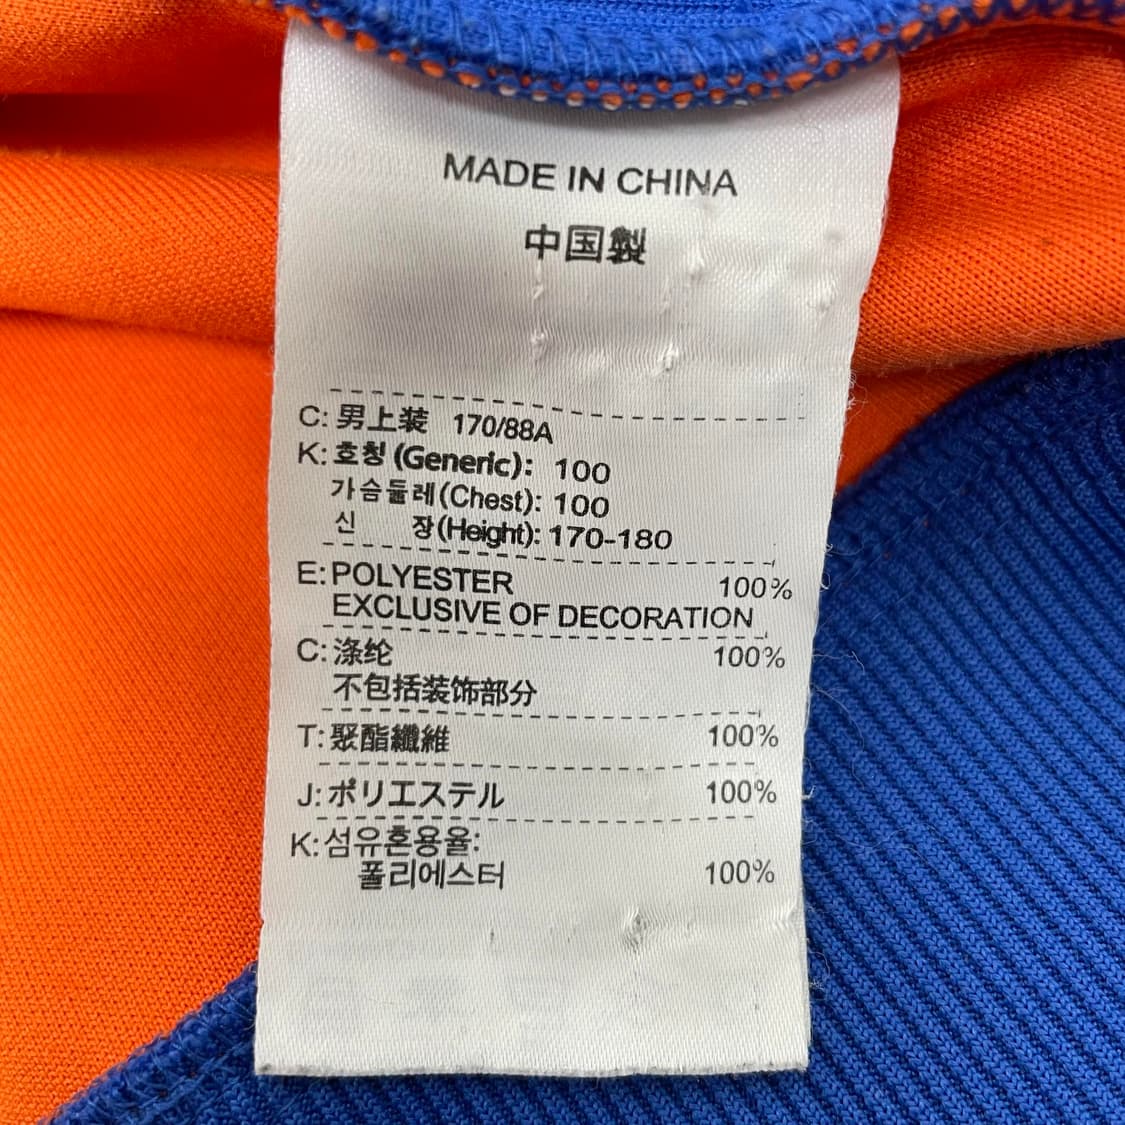 MADE IN CHINA
中国製
C: 男上装 170/88A
K: 호칭 (Generic): 100
가슴둘레(Chest): 100
신 장(Height): 170-180
E: POLYESTER 100%
EXCLUSIVE OF DECORATION
C: 涤纶 100%
不包括装饰部分
T: 聚酯纖維 100%
J: ポリエステル 100%
K: 섬유혼용율:
폴리에스터 100%